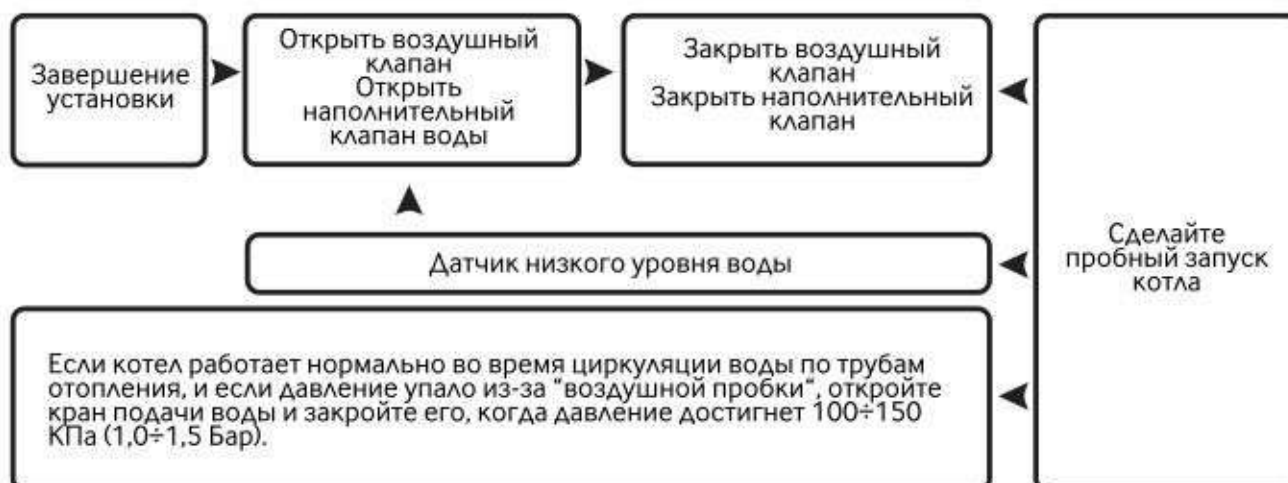 Завершение
установки
Открыть воздушный
клапан
Открыть
наполнительный
клапан воды
Закрыть воздушный
клапан
Закрыть наполнительный
клапан
Сделайте
пробный запуск
котла
Датчик низкого уровня воды
Если котел работает нормально во время циркуляции воды по трубам
отопления, и если давление упало из-за "воздушной пробки", откройте
кран подачи воды и закройте его, когда давление достигнет 100÷150
КПа (1,0÷1,5 Бар).